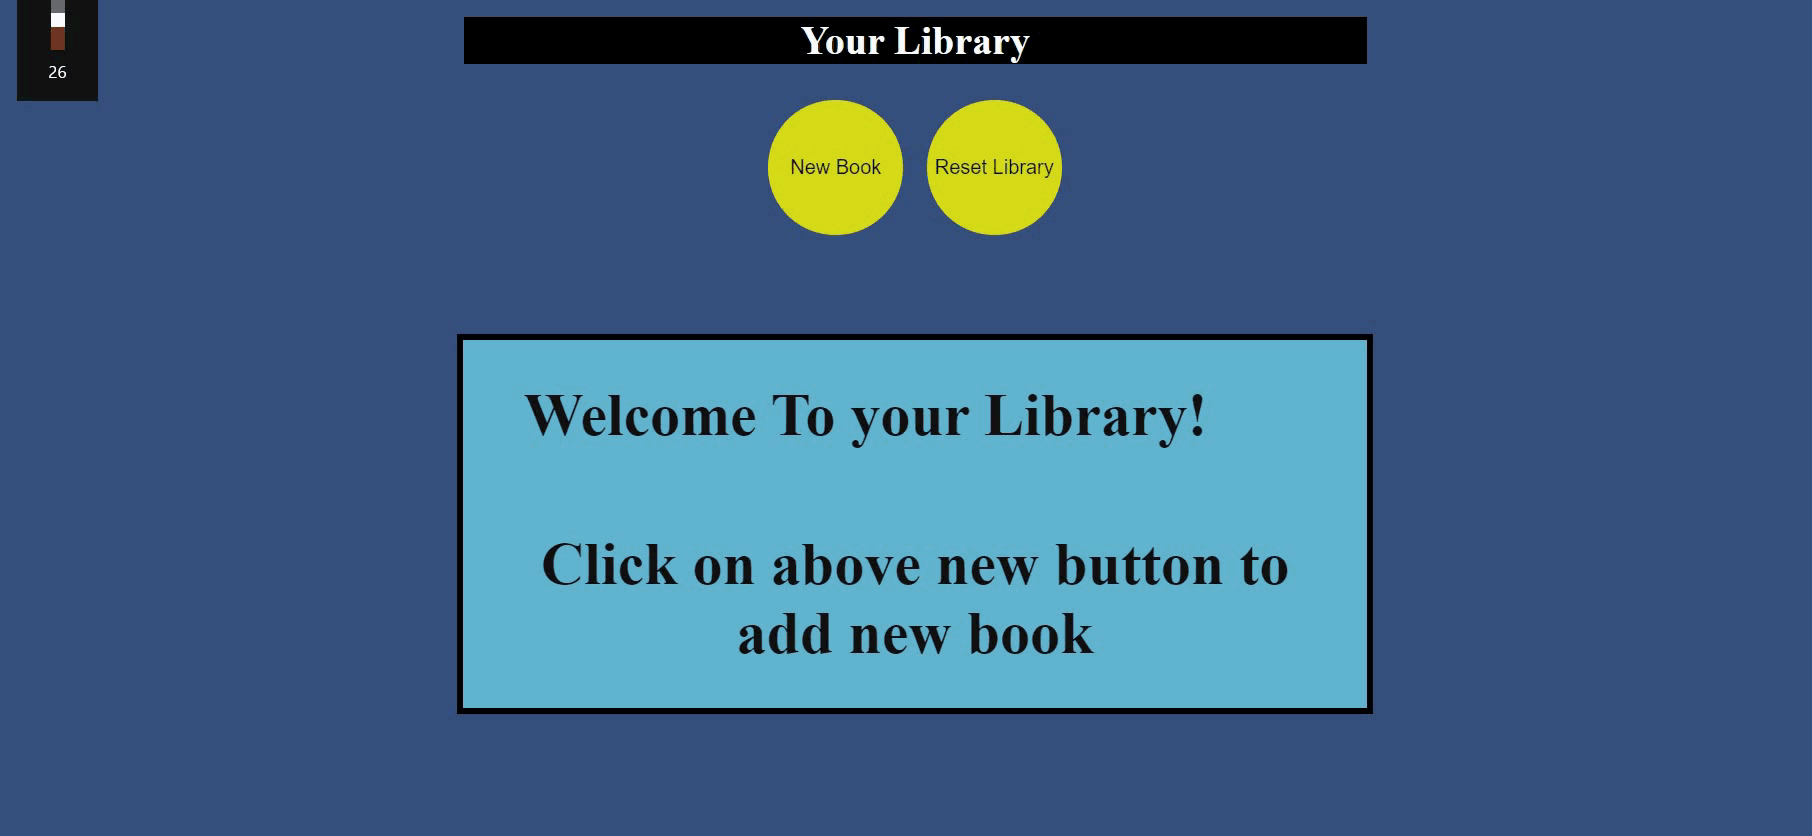 26
Your Library
New Book
Reset Library
Welcome To your Library!
Click on above new button to
add new book